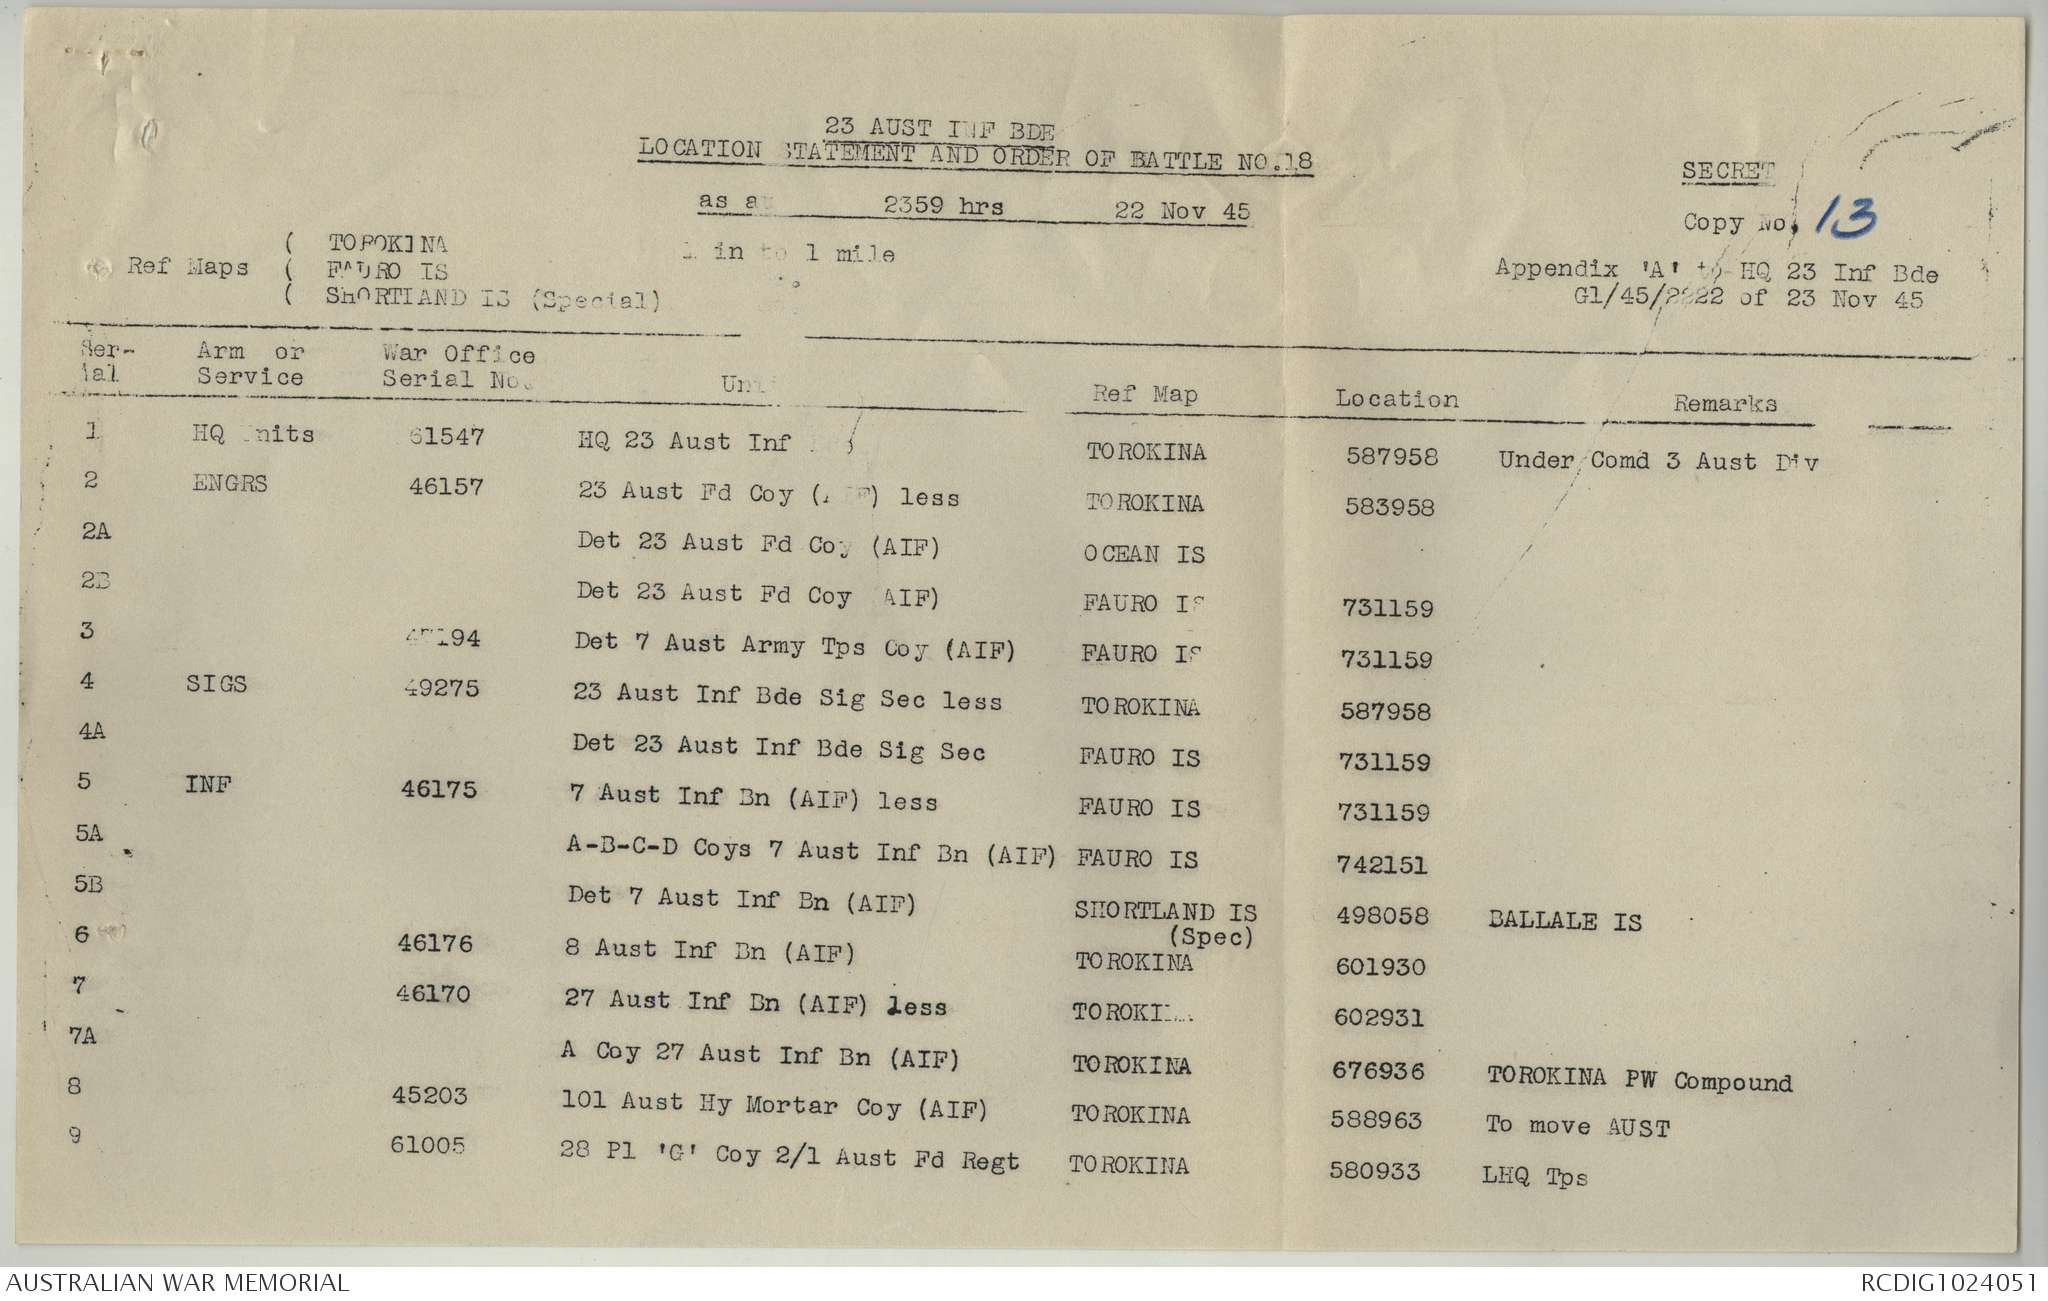 23 AUST INF BDE
LOCATION STATEMENT AND ORDER OF BATTLE NO.18
as at 2359 hrs 22 Nov 45
SECRET
Copy No. 13
Appendix 'A' to HQ 23 Inf Bde
G1/45/2222 of 23 Nov 45
( TOROKINA 1 in to 1 mile
Ref Maps ( FAURO IS
( SHORTLAND IS (Special)
Ser- Arm or War Office
ial Service Serial No. Unit Ref Map Location Remarks
1 HQ Units 61547 HQ 23 Aust Inf TOROKINA 587958 Under Comd 3 Aust Div
2 ENGRS 46157 23 Aust Fd Coy (AIF) less TOROKINA 583958
2A Det 23 Aust Fd Coy (AIF) OCEAN IS
2B Det 23 Aust Fd Coy (AIF) FAURO IS 731159
3 Det 7 Aust Army Tps Coy (AIF) FAURO IS 731159
4 SIGS 49275 23 Aust Inf Bde Sig Sec less TOROKINA 587958
4A Det 23 Aust Inf Bde Sig Sec FAURO IS 731159
5 INF 46175 7 Aust Inf Bn (AIF) less FAURO IS 731159
5A A-B-C-D Coys 7 Aust Inf Bn (AIF) FAURO IS 742151
5B Det 7 Aust Inf Bn (AIF) SHORTLAND IS 498058 BALLALE IS
(Spec)
6 46176 8 Aust Inf Bn (AIF) TOROKINA 601930
7 46170 27 Aust Inf Bn (AIF) less TOROKINA 602931
7A A Coy 27 Aust Inf Bn (AIF) TOROKINA 676936 TOROKINA PW Compound
8 45203 101 Aust Hy Mortar Coy (AIF) TOROKINA 588963 To move AUST
9 61005 28 Pl 'G' Coy 2/1 Aust Fd Regt TOROKINA 580933 LHQ Tps
AUSTRALIAN WAR MEMORIAL
RCDIG1024051